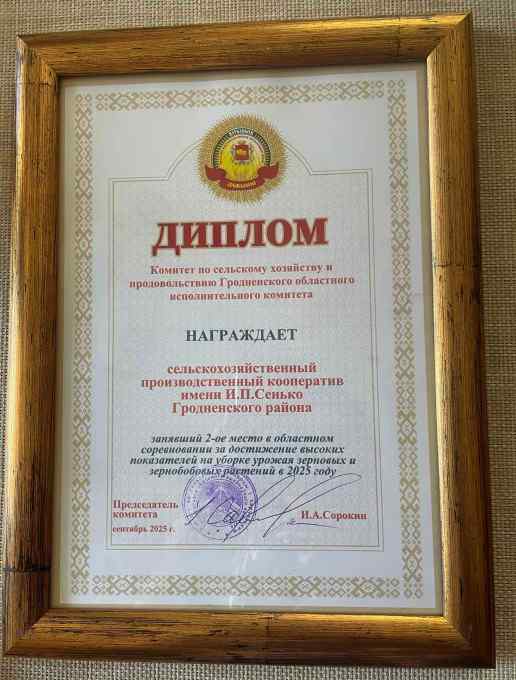 ДИПЛОМ
Комитет по сельскому хозяйству и
продовольствию Гродненского областного
исполнительного комитета
НАГРАЖДАЕТ
сельскохозяйственный
производственный кооператив
имени И.П.Сенько
Гродненского района
занявший 2-ое место в областном
соревновании за достижение высоких
показателей на уборке урожая зерновых и
зернобобовых растений в 2025 году
Председатель
комитета
И.А.Сорокин
сентябрь 2025 г.